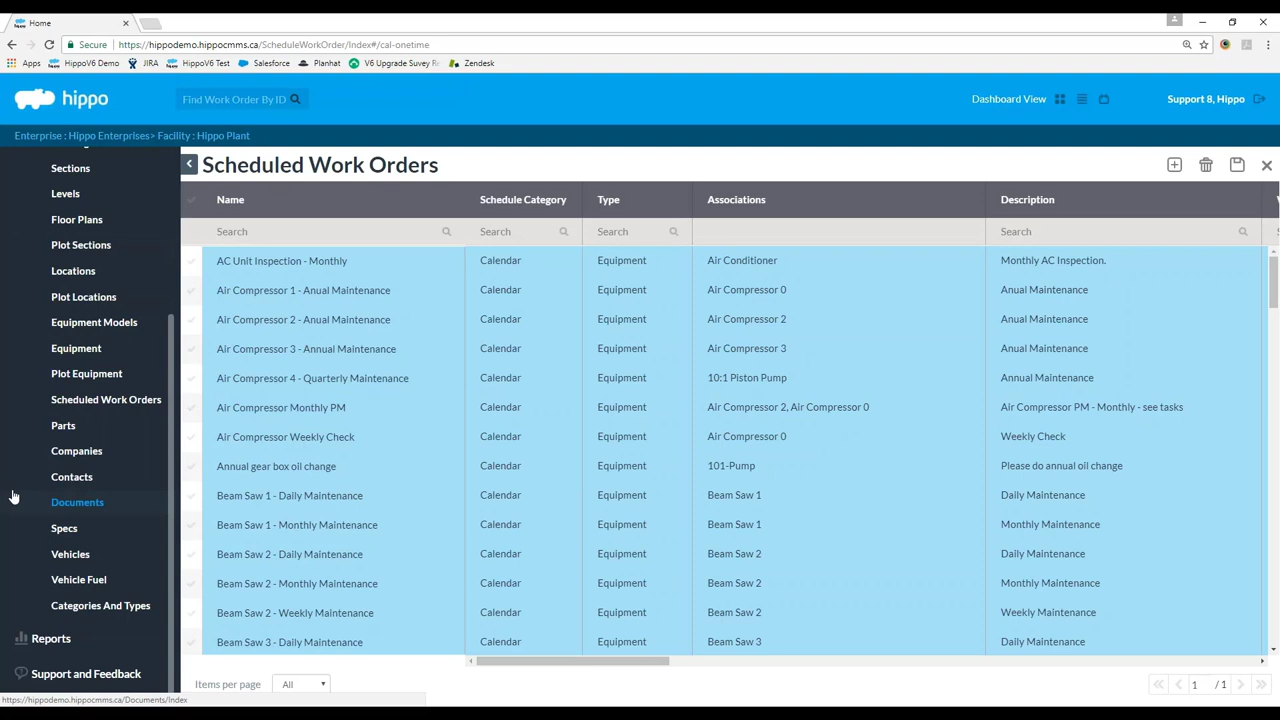 Home
Secure https://hippodemo.hippocmms.ca/ScheduleWorkOrder/Index#/cal-onetime
Apps HippoV6 Demo JIRA HippoV6 Test Salesforce Planhat V6 Upgrade Suvey Re Zendesk
hippo Find Work Order By ID Dashboard View Support 8, Hippo
Enterprise : Hippo Enterprises> Facility : Hippo Plant
Sections
Levels
Floor Plans
Plot Sections
Locations
Plot Locations
Equipment Models
Equipment
Plot Equipment
Scheduled Work Orders
Parts
Companies
Contacts
Documents
Specs
Vehicles
Vehicle Fuel
Categories And Types
Reports
Support and Feedback
https://hippodemo.hippocmms.ca/Documents/Index
Scheduled Work Orders
Name Schedule Category Type Associations Description
Search Search Search Search
AC Unit Inspection - Monthly Calendar Equipment Air Conditioner Monthly AC Inspection.
Air Compressor 1 - Anual Maintenance Calendar Equipment Air Compressor 0 Anual Maintenance
Air Compressor 2 - Anual Maintenance Calendar Equipment Air Compressor 2 Anual Maintenance
Air Compressor 3 - Annual Maintenance Calendar Equipment Air Compressor 3 Anual Maintenance
Air Compressor 4 - Quarterly Maintenance Calendar Equipment 10:1 Piston Pump Annual Maintenance
Air Compressor Monthly PM Calendar Equipment Air Compressor 2, Air Compressor 0 Air Compressor PM - Monthly - see tasks
Air Compressor Weekly Check Calendar Equipment Air Compressor 0 Weekly Check
Annual gear box oil change Calendar Equipment 101-Pump Please do annual oil change
Beam Saw 1 - Daily Maintenance Calendar Equipment Beam Saw 1 Daily Maintenance
Beam Saw 1 - Monthly Maintenance Calendar Equipment Beam Saw 1 Monthly Maintenance
Beam Saw 2 - Daily Maintenance Calendar Equipment Beam Saw 2 Daily Maintenance
Beam Saw 2 - Monthly Maintenance Calendar Equipment Beam Saw 2 Monthly Maintenance
Beam Saw 2 - Weekly Maintenance Calendar Equipment Beam Saw 2 Weekly Maintenance
Beam Saw 3 - Daily Maintenance Calendar Equipment Beam Saw 3 Daily Maintenance
Items per page All 1 / 1